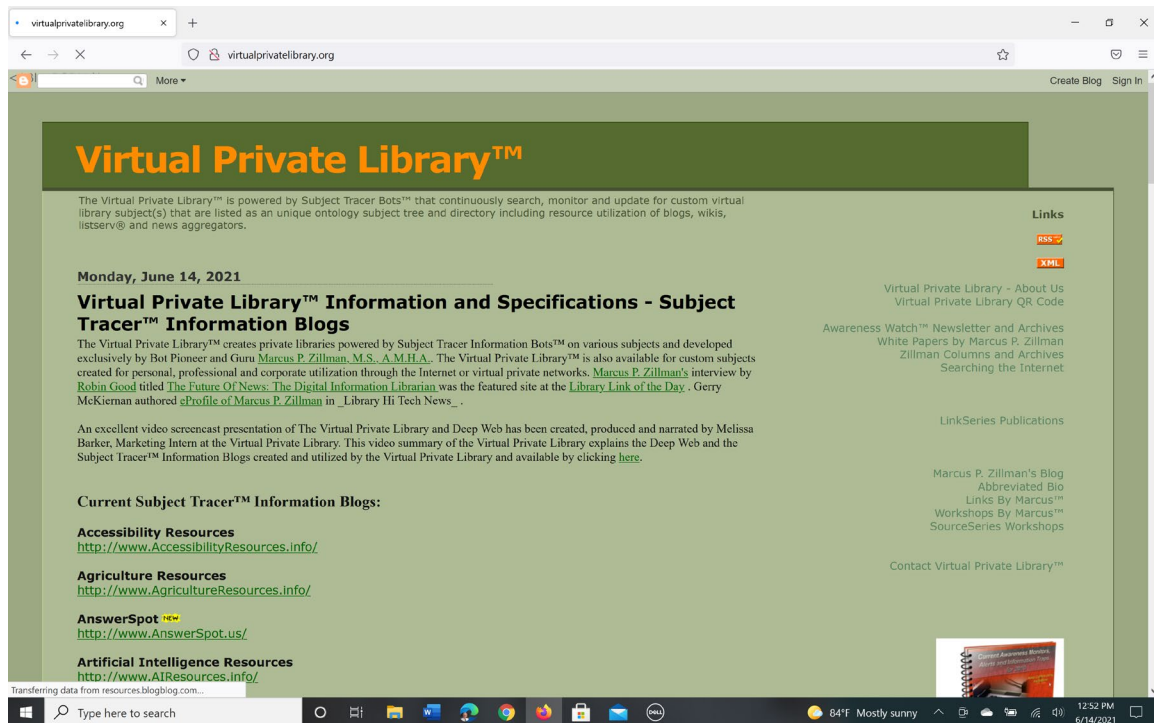 virtualprivatelibrary.org
virtualprivatelibrary.org
More
Create Blog Sign In
Virtual Private Library™
The Virtual Private Library™ is powered by Subject Tracer Bots™ that continuously search, monitor and update for custom virtual
library subject(s) that are listed as an unique ontology subject tree and directory including resource utilization of blogs, wikis,
listserv® and news aggregators.
Monday, June 14, 2021
Virtual Private Library™ Information and Specifications - Subject
Tracer™ Information Blogs
The Virtual Private Library™ creates private libraries powered by Subject Tracer Information Bots™ on various subjects and developed
exclusively by Bot Pioneer and Guru Marcus P. Zillman, M.S., A.M.H.A.. The Virtual Private Library™ is also available for custom subjects
created for personal, professional and corporate utilization through the Internet or virtual private networks. Marcus P. Zillman's interview by
Robin Good titled The Future Of News: The Digital Information Librarian was the featured site at the Library Link of the Day . Gerry
McKiernan authored eProfile of Marcus P. Zillman in _Library Hi Tech News_ .
An excellent video screencast presentation of The Virtual Private Library and Deep Web has been created, produced and narrated by Melissa
Barker, Marketing Intern at the Virtual Private Library. This video summary of the Virtual Private Library explains the Deep Web and the
Subject Tracer™ Information Blogs created and utilized by the Virtual Private Library and available by clicking here.
Current Subject Tracer™ Information Blogs:
Accessibility Resources
http://www.AccessibilityResources.info/
Agriculture Resources
http://www.AgricultureResources.info/
AnswerSpot NEW
http://www.AnswerSpot.us/
Artificial Intelligence Resources
http://www.AIResources.info/
Links
RSS
XML
Virtual Private Library - About Us
Virtual Private Library QR Code
Awareness Watch™ Newsletter and Archives
White Papers by Marcus P. Zillman
Zillman Columns and Archives
Searching the Internet
LinkSeries Publications
Marcus P. Zillman's Blog
Abbreviated Bio
Links By Marcus™
Workshops By Marcus™
SourceSeries Workshops
Contact Virtual Private Library™
Current Awareness Monitors,
Alerts and Information Traps
Transferring data from resources.blogblog.com...
Type here to search
DELL
84°F Mostly sunny
12:52 PM
6/14/2021